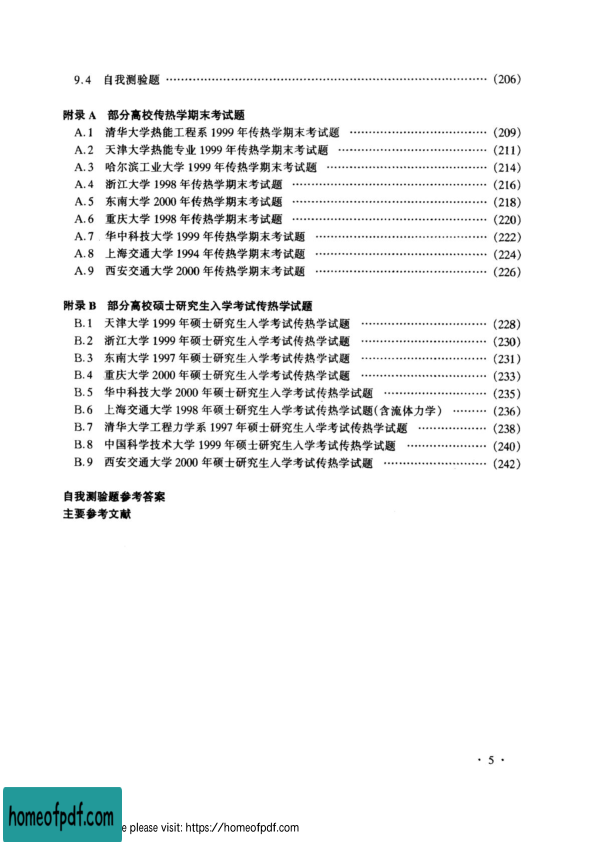 9.4 自我测验题 …………………………………………………………………… (206)
附录 A 部分高校传热学期末考试题
A.1 清华大学热能工程系 1999 年传热学期末考试题 …………………………… (209)
A.2 天津大学热能专业 1999 年传热学期末考试题 ……………………………… (211)
A.3 哈尔滨工业大学 1999 年传热学期末考试题 ………………………………… (214)
A.4 浙江大学 1998 年传热学期末考试题 ………………………………………… (216)
A.5 东南大学 2000 年传热学期末考试题 ………………………………………… (218)
A.6 重庆大学 1998 年传热学期末考试题 ………………………………………… (220)
A.7 华中科技大学 1999 年传热学期末考试题 …………………………………… (222)
A.8 上海交通大学 1994 年传热学期末考试题 …………………………………… (224)
A.9 西安交通大学 2000 年传热学期末考试题 …………………………………… (226)
附录 B 部分高校硕士研究生入学考试传热学试题
B.1 天津大学 1999 年硕士研究生入学考试传热学试题 ………………………… (228)
B.2 浙江大学 1999 年硕士研究生入学考试传热学试题 ………………………… (230)
B.3 东南大学 1997 年硕士研究生入学考试传热学试题 ………………………… (231)
B.4 重庆大学 2000 年硕士研究生入学考试传热学试题 ………………………… (233)
B.5 华中科技大学 2000 年硕士研究生入学考试传热学试题 …………………… (235)
B.6 上海交通大学 1998 年硕士研究生入学考试传热学试题(含流体力学) ……… (236)
B.7 清华大学工程力学系 1997 年硕士研究生入学考试传热学试题 …………… (238)
B.8 中国科学技术大学 1999 年硕士研究生入学考试传热学试题 ……………… (240)
B.9 西安交通大学 2000 年硕士研究生入学考试传热学试题 …………………… (242)
自我测验题参考答案
主要参考文献
· 5 ·
homeofpdf.com
e please visit: https://homeofpdf.com